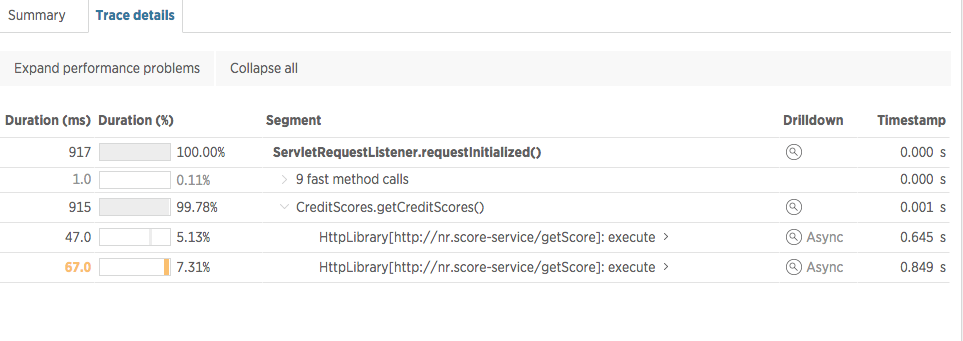 Summary Trace details
Expand performance problems Collapse all
Duration (ms) Duration (%) Segment Drilldown Timestamp
917 100.00% ServletRequestListener.requestInitialized() 0.000 s
1.0 0.11% 9 fast method calls 0.000 s
915 99.78% CreditScores.getCreditScores() 0.001 s
47.0 5.13% HttpLibrary[http://nr.score-service/getScore]: execute Async 0.645 s
67.0 7.31% HttpLibrary[http://nr.score-service/getScore]: execute Async 0.849 s